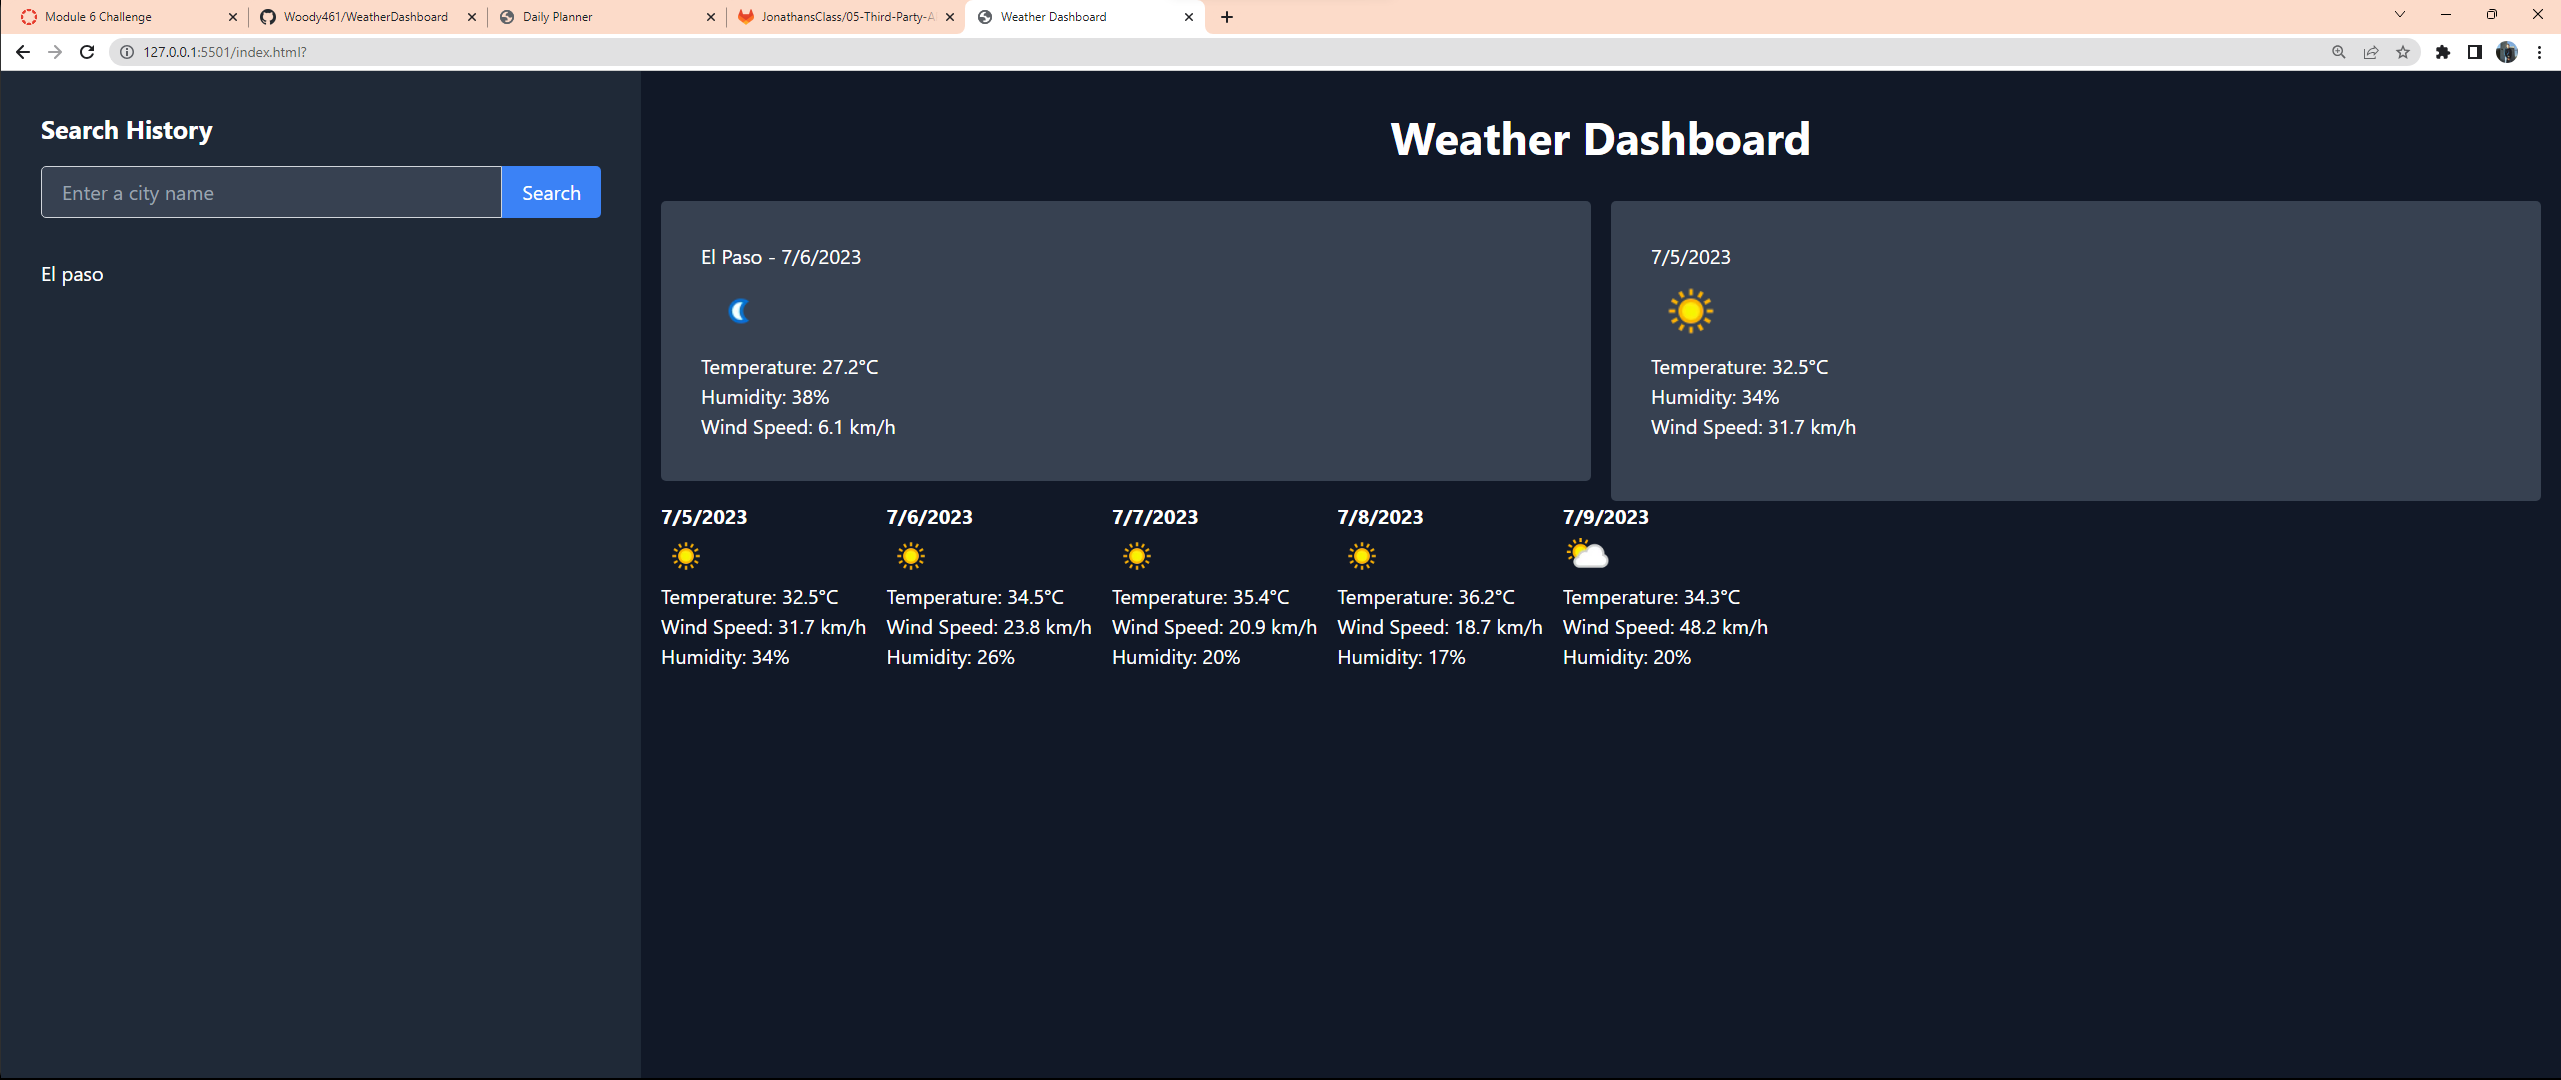 Module 6 Challenge
Woody461/WeatherDashboard
Daily Planner
JonathansClass/05-Third-Party-A
Weather Dashboard
127.0.0.1:5501/index.html?
Search History
Enter a city name
Search
El paso
Weather Dashboard
El Paso - 7/6/2023
Temperature: 27.2°C
Humidity: 38%
Wind Speed: 6.1 km/h
7/5/2023
Temperature: 32.5°C
Humidity: 34%
Wind Speed: 31.7 km/h
7/5/2023
Temperature: 32.5°C
Wind Speed: 31.7 km/h
Humidity: 34%
7/6/2023
Temperature: 34.5°C
Wind Speed: 23.8 km/h
Humidity: 26%
7/7/2023
Temperature: 35.4°C
Wind Speed: 20.9 km/h
Humidity: 20%
7/8/2023
Temperature: 36.2°C
Wind Speed: 18.7 km/h
Humidity: 17%
7/9/2023
Temperature: 34.3°C
Wind Speed: 48.2 km/h
Humidity: 20%